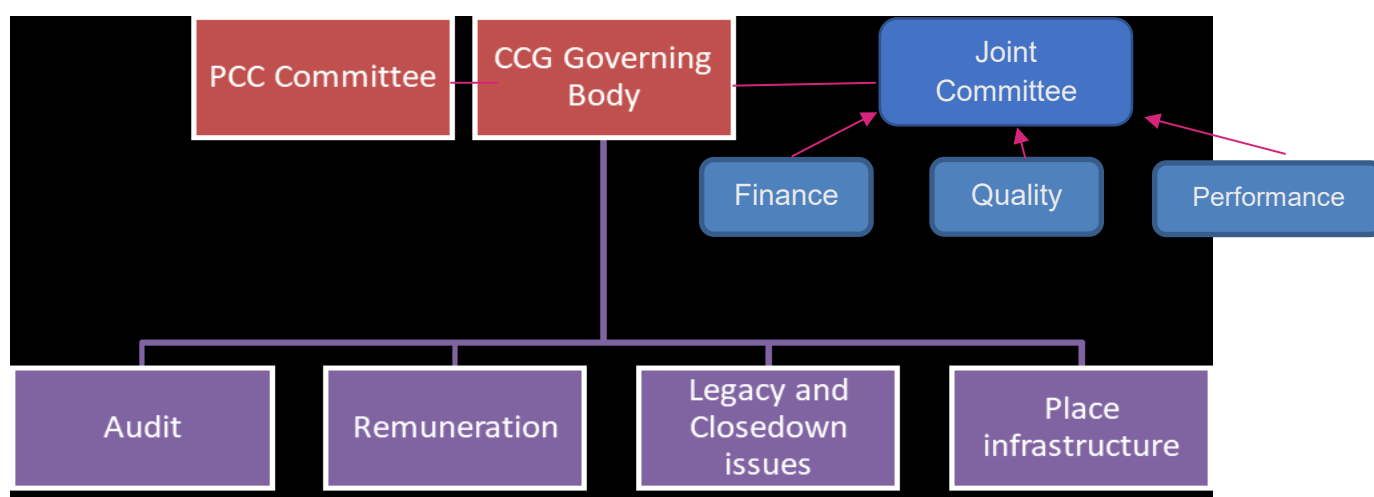 PCC Committee
CCG Governing
Body
Joint
Committee
Finance
Quality
Performance
Audit
Remuneration
Legacy and
Closedown
issues
Place
infrastructure